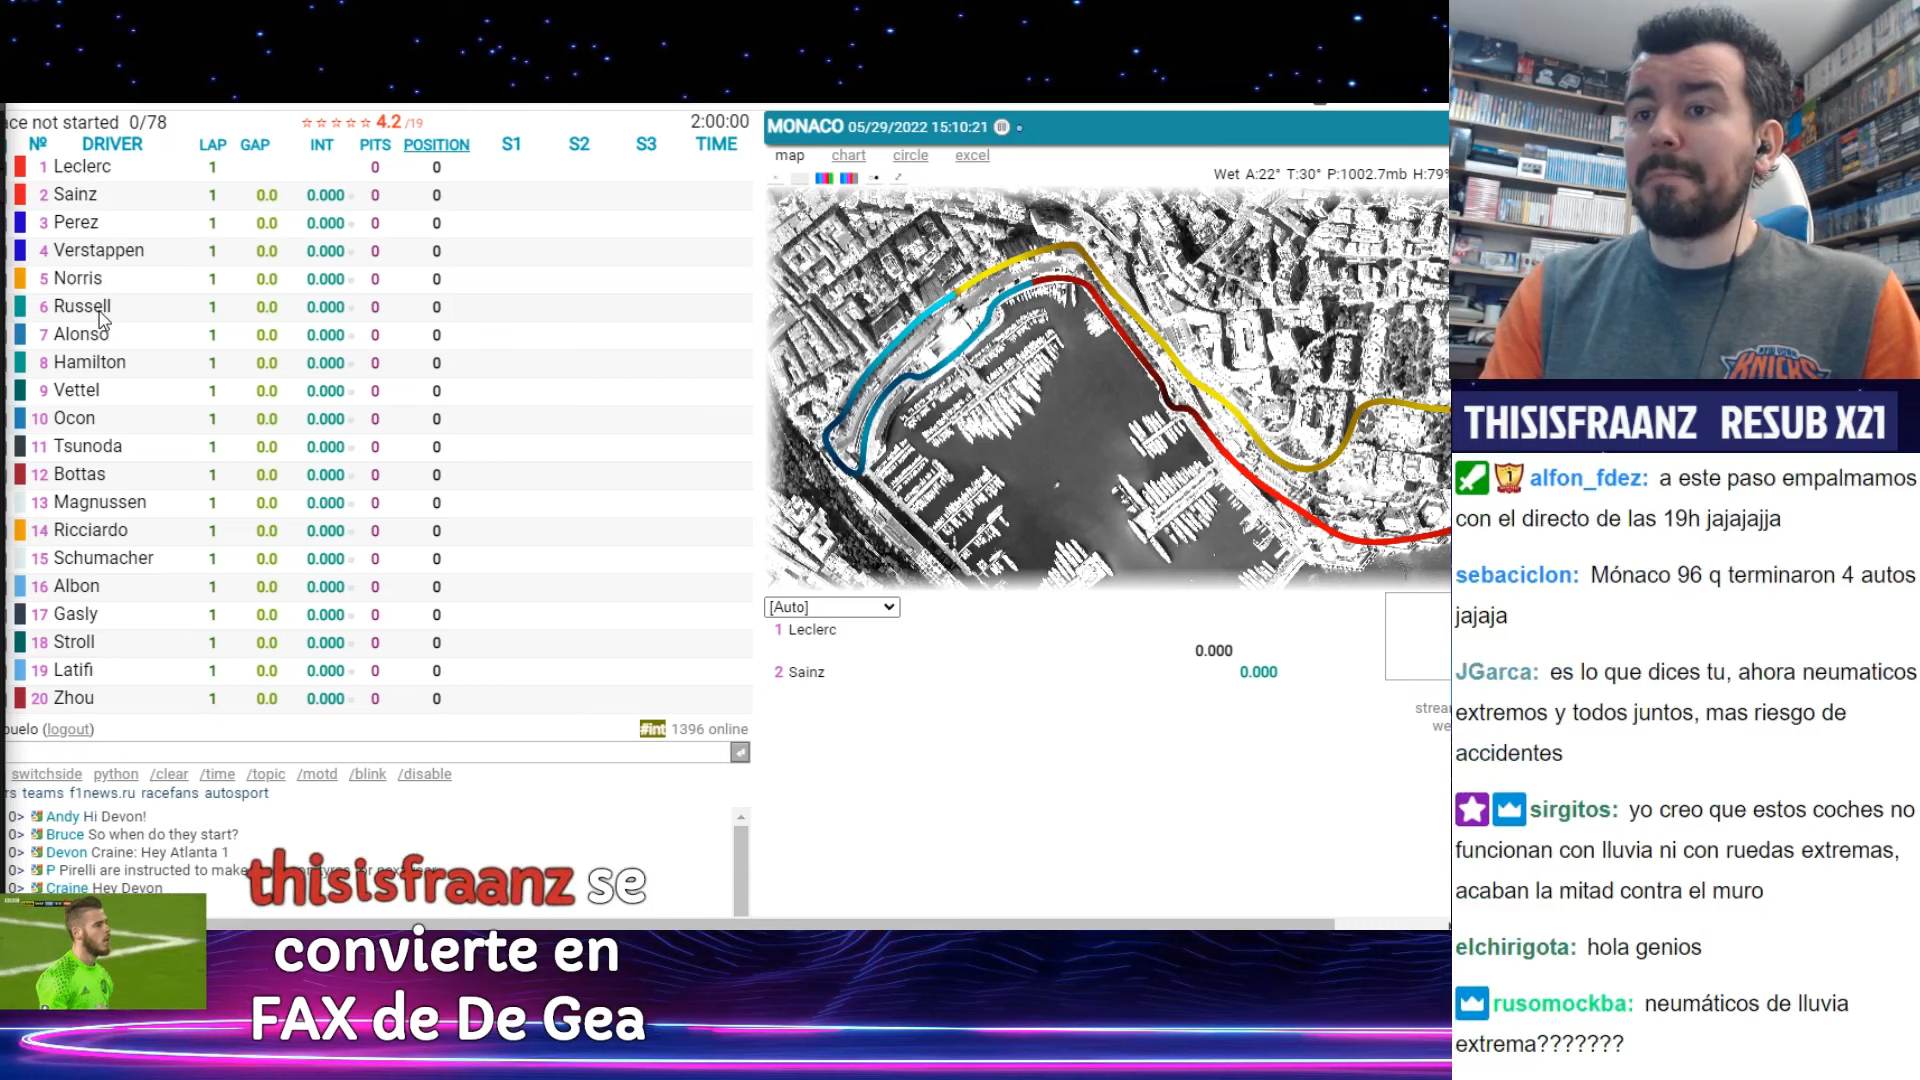 ce not started 0/78
4.2 /19
2:00:00
Nº DRIVER LAP GAP INT PITS POSITION S1 S2 S3 TIME
1 Leclerc 1 0 0
2 Sainz 1 0.0 0.000 0 0
3 Perez 1 0.0 0.000 0 0
4 Verstappen 1 0.0 0.000 0 0
5 Norris 1 0.0 0.000 0 0
6 Russell 1 0.0 0.000 0 0
7 Alonso 1 0.0 0.000 0 0
8 Hamilton 1 0.0 0.000 0 0
9 Vettel 1 0.0 0.000 0 0
10 Ocon 1 0.0 0.000 0 0
11 Tsunoda 1 0.0 0.000 0 0
12 Bottas 1 0.0 0.000 0 0
13 Magnussen 1 0.0 0.000 0 0
14 Ricciardo 1 0.0 0.000 0 0
15 Schumacher 1 0.0 0.000 0 0
16 Albon 1 0.0 0.000 0 0
17 Gasly 1 0.0 0.000 0 0
18 Stroll 1 0.0 0.000 0 0
19 Latifi 1 0.0 0.000 0 0
20 Zhou 1 0.0 0.000 0 0
buelo (logout)
#int 1396 online
switchside python /clear /time /topic /motd /blink /disable
rs teams f1news.ru racefans autosport
0> Andy Hi Devon!
0> Bruce So when do they start?
0> Devon Craine: Hey Atlanta 1
0> P Pirelli are instructed to make
0> Craine Hey Devon
thisisfraanz se
convierte en
FAX de De Gea
MONACO 05/29/2022 15:10:21
map chart circle excel
Wet A:22° T:30° P:1002.7mb H:79%
[Auto]
1 Leclerc
0.000
2 Sainz
0.000
strea
we
KNICKS
THISISFRAANZ RESUB X21
alfon_fdez: a este paso empalmamos
con el directo de las 19h jajajajja
sebaciclon: Mónaco 96 q terminaron 4 autos
jajaja
JGarca: es lo que dices tu, ahora neumaticos
extremos y todos juntos, mas riesgo de
accidentes
sirgitos: yo creo que estos coches no
funcionan con lluvia ni con ruedas extremas,
acaban la mitad contra el muro
elchirigota: hola genios
rusomockba: neumáticos de lluvia
extrema???????